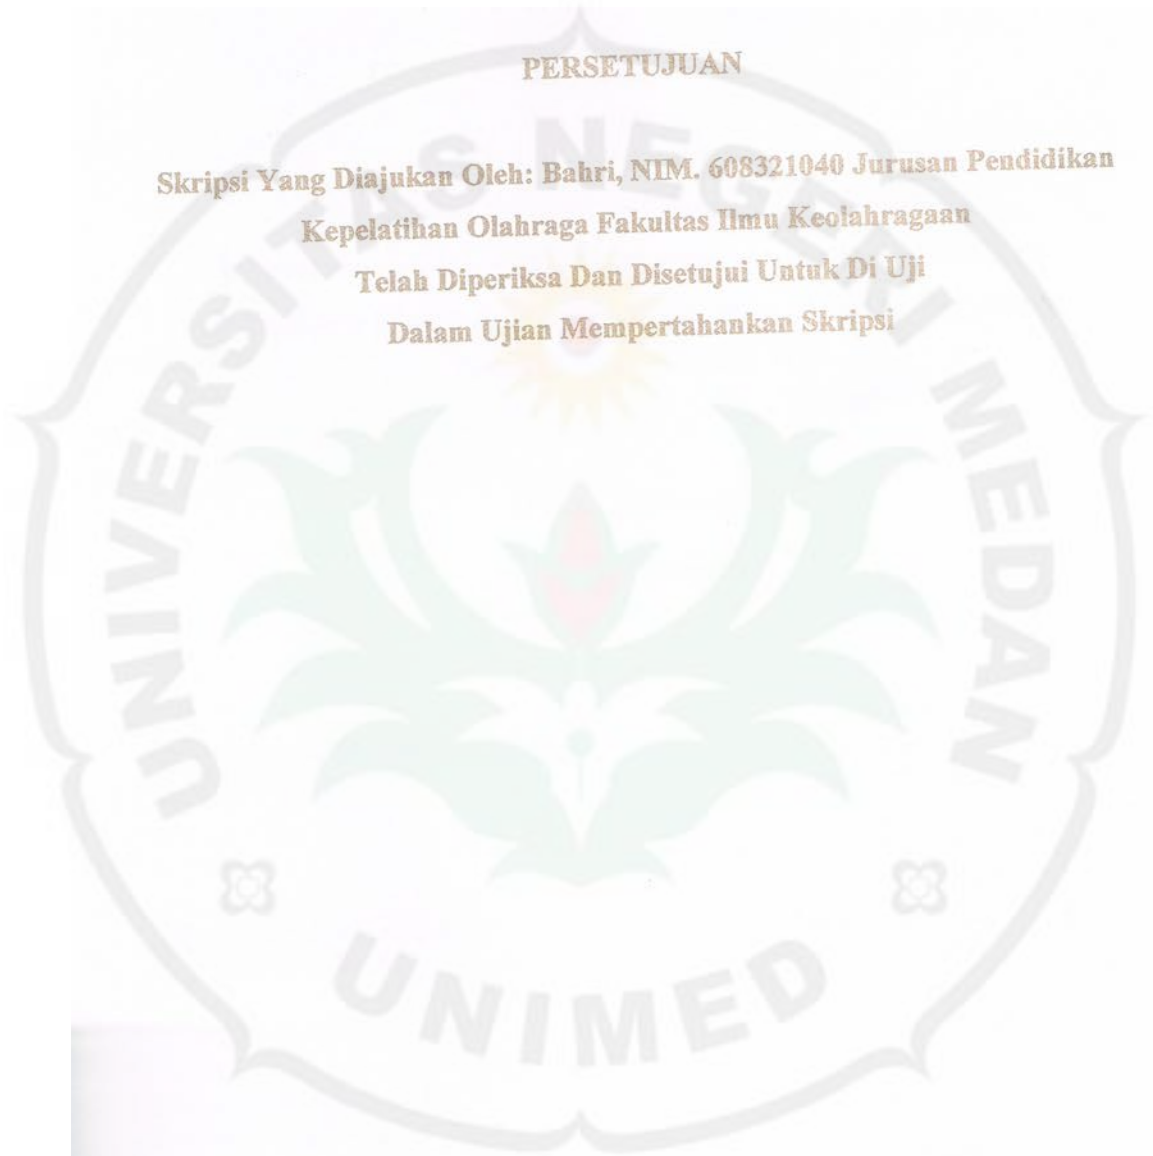 PERSETUJUAN
Skripsi Yang Diajukan Oleh: Bahri, NIM. 608321040 Jurusan Pendidikan
Kepelatihan Olahraga Fakultas Ilmu Keolahragaan
Telah Diperiksa Dan Disetujui Untuk Di Uji
Dalam Ujian Mempertahankan Skripsi
UNIVERSITAS NEGERI MEDAN
UNIMED